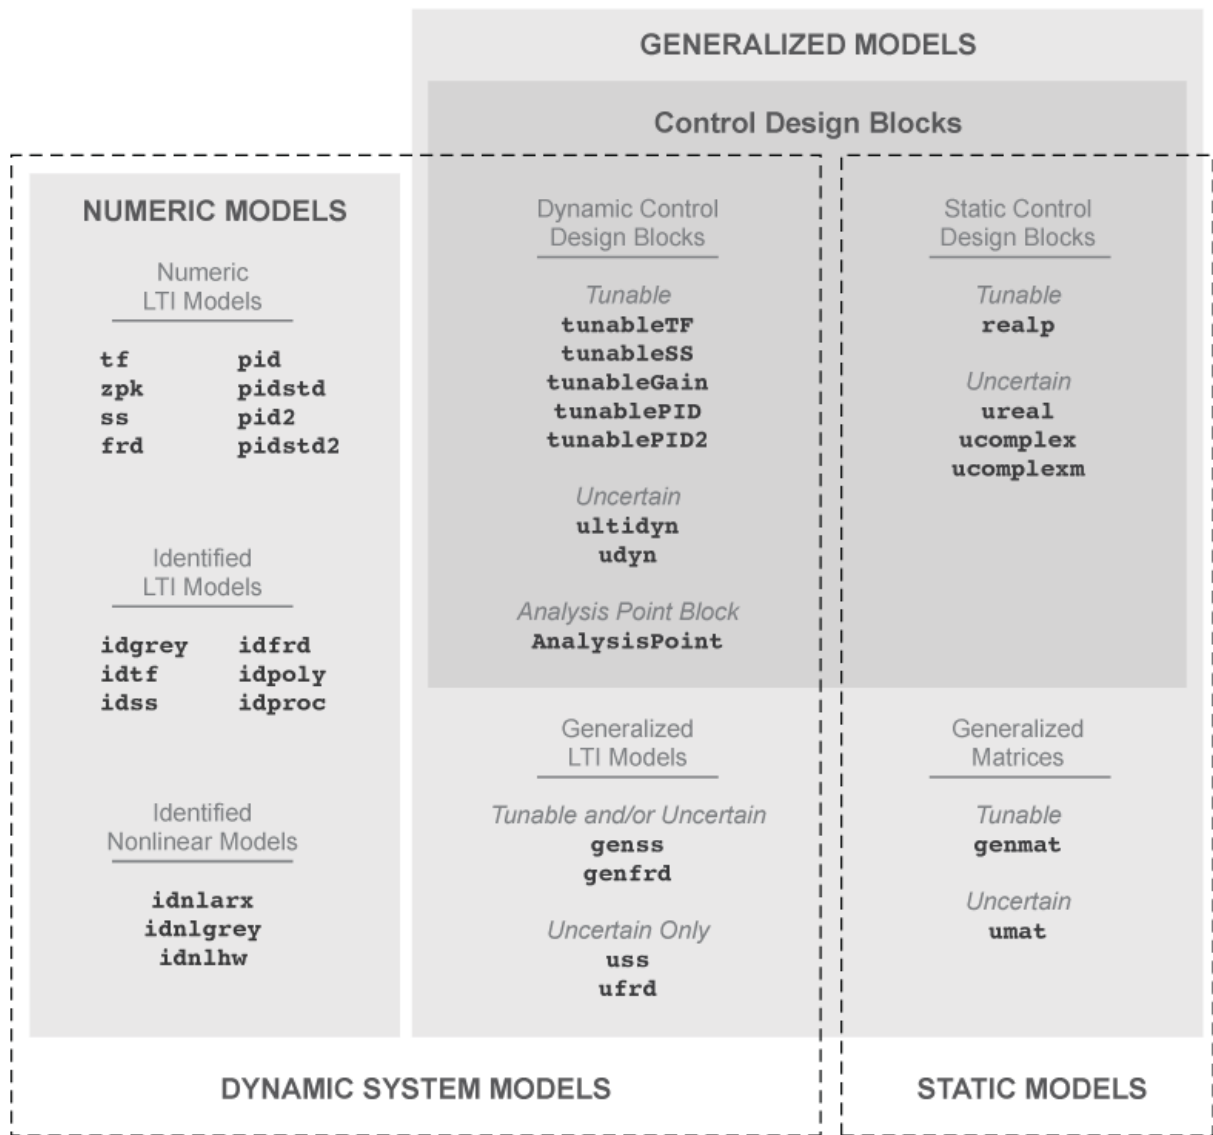 GENERALIZED MODELS
Control Design Blocks
NUMERIC MODELS
Numeric
LTI Models
tf pid
zpk pidstd
ss pid2
frd pidstd2
Identified
LTI Models
idgrey idfrd
idtf idpoly
idss idproc
Identified
Nonlinear Models
idnlarx
idnlgrey
idnlhw
Dynamic Control
Design Blocks
Tunable
tunableTF
tunableSS
tunableGain
tunablePID
tunablePID2
Uncertain
ultidyn
udyn
Analysis Point Block
AnalysisPoint
Generalized
LTI Models
Tunable and/or Uncertain
genss
genfrd
Uncertain Only
uss
ufrd
Static Control
Design Blocks
Tunable
realp
Uncertain
ureal
ucomplex
ucomplexm
Generalized
Matrices
Tunable
genmat
Uncertain
umat
DYNAMIC SYSTEM MODELS
STATIC MODELS